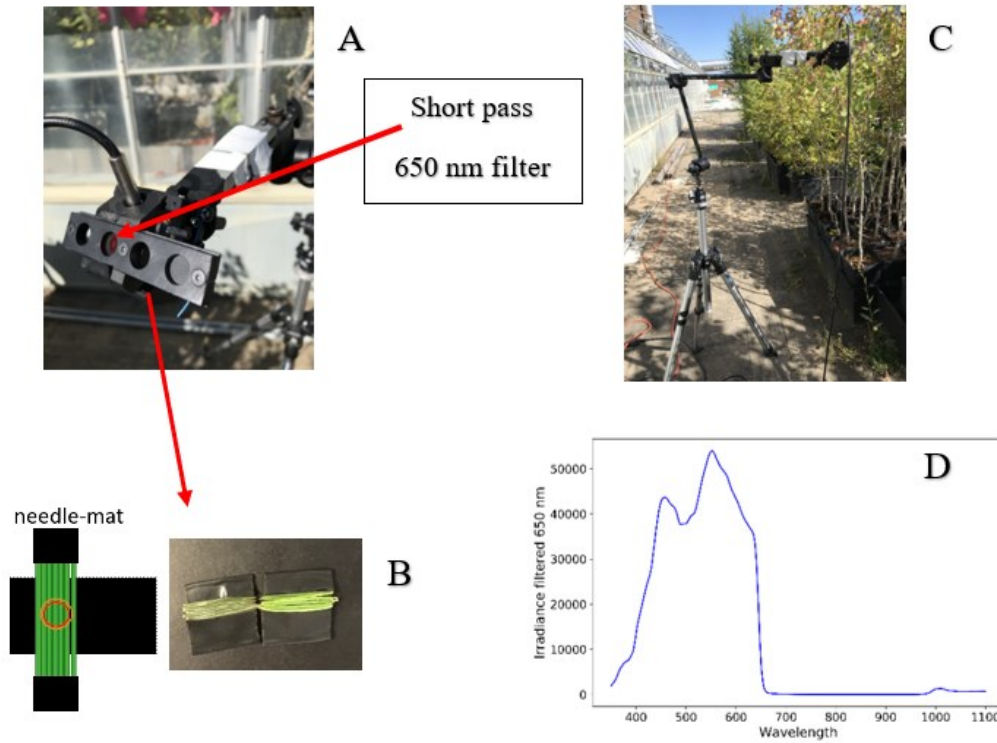 A
Short pass
650 nm filter
C
needle-mat
B
D
Irradiance filtered 650 nm
50000
40000
30000
20000
10000
0
400
500
600
700
800
900
1000
1100
Wavelength